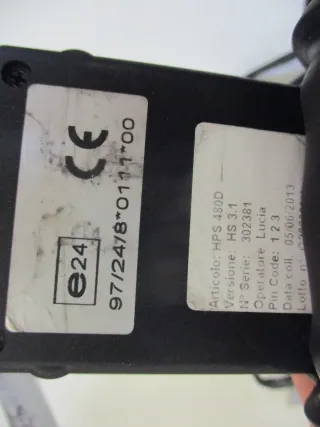 CE
e24
97/24/8*0111*00
Articolo: HPS 480D
Versione: HS 3.1
N° Serie: 302381
Operatore Lucia
Pin Code: 1 2 3
Data coll. 05/06/2013
Lotto n°